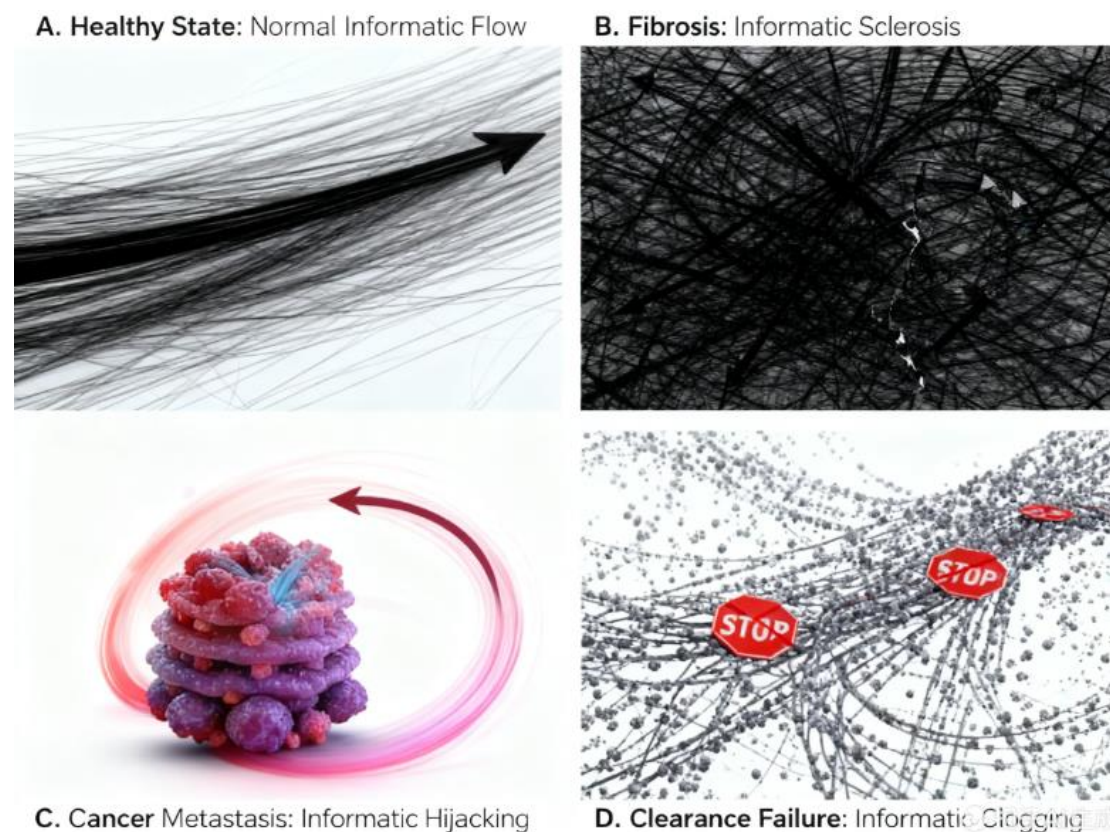 A. Healthy State: Normal Informatic Flow
B. Fibrosis: Informatic Sclerosis
STOP
STOP
C. Cancer Metastasis: Informatic Hijacking
D. Clearance Failure: Informatic Clogging